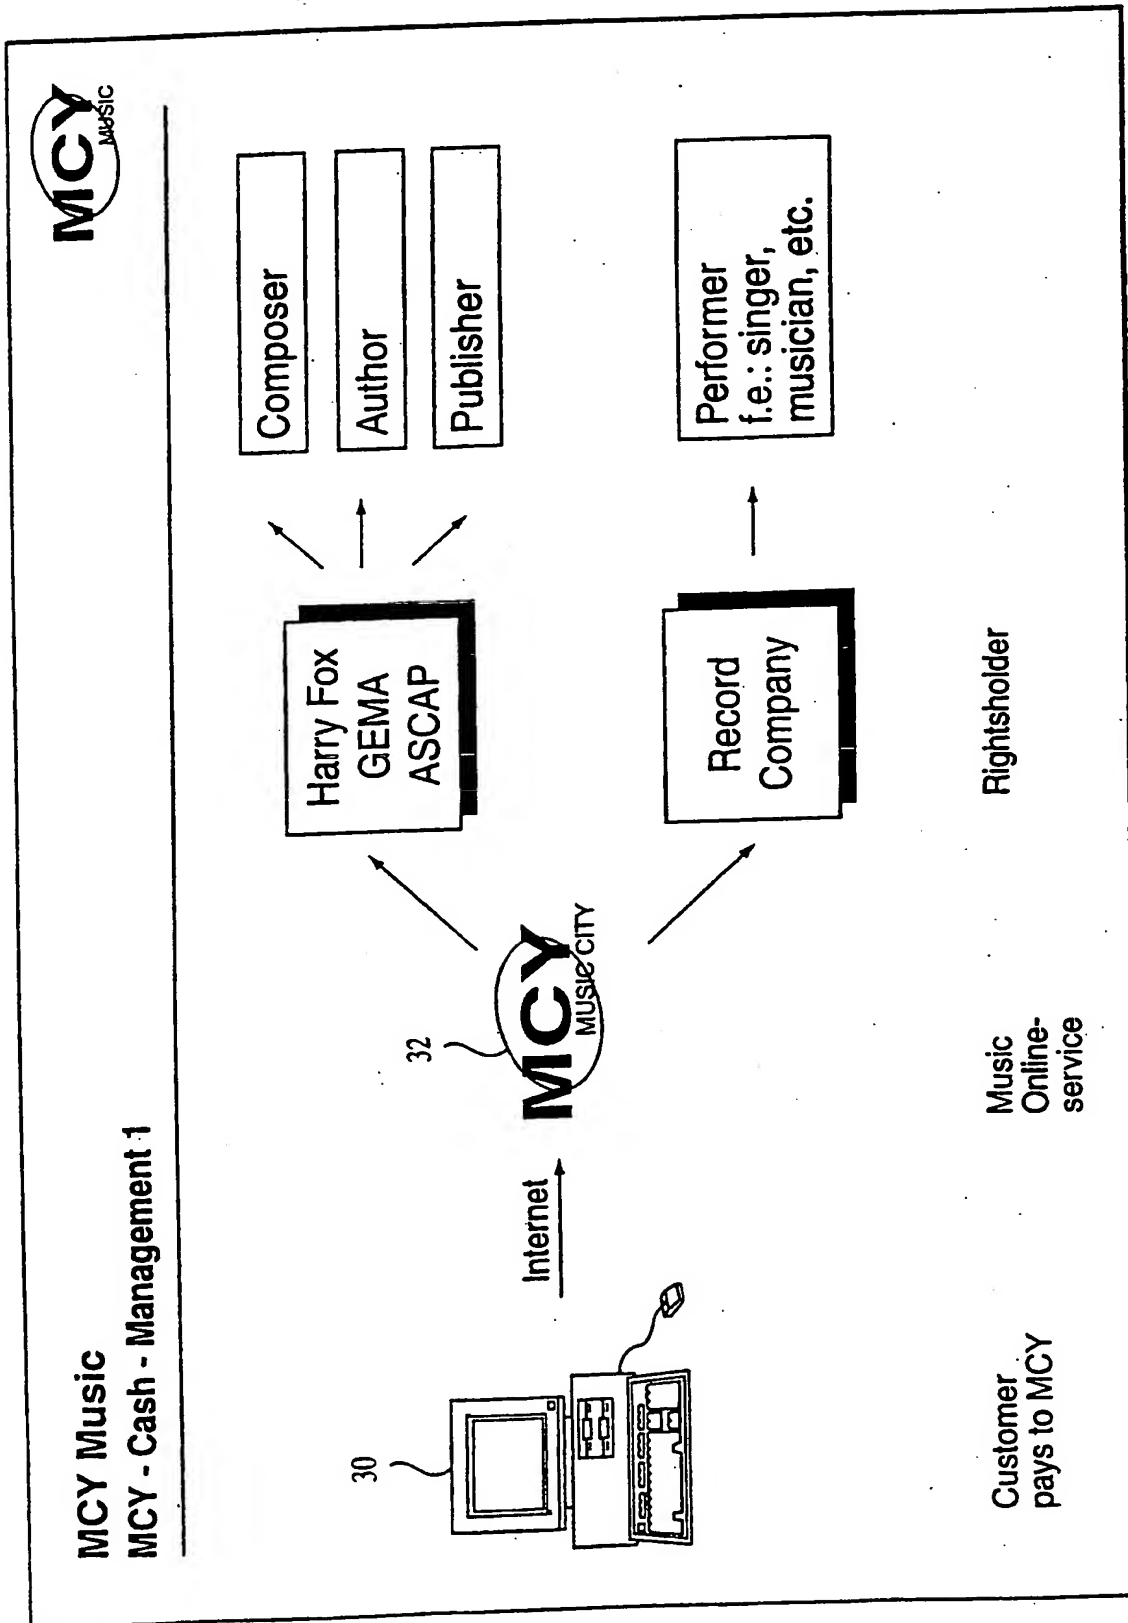 MCY
MUSIC
MCY Music
MCY - Cash - Management 1
30
Internet
32
MCY
MUSIC CITY
Harry Fox
GEMA
ASCAP
Composer
Author
Publisher
Record
Company
Performer
f.e.: singer,
musician, etc.
Customer
pays to MCY
Music
Online-
service
Rightsholder